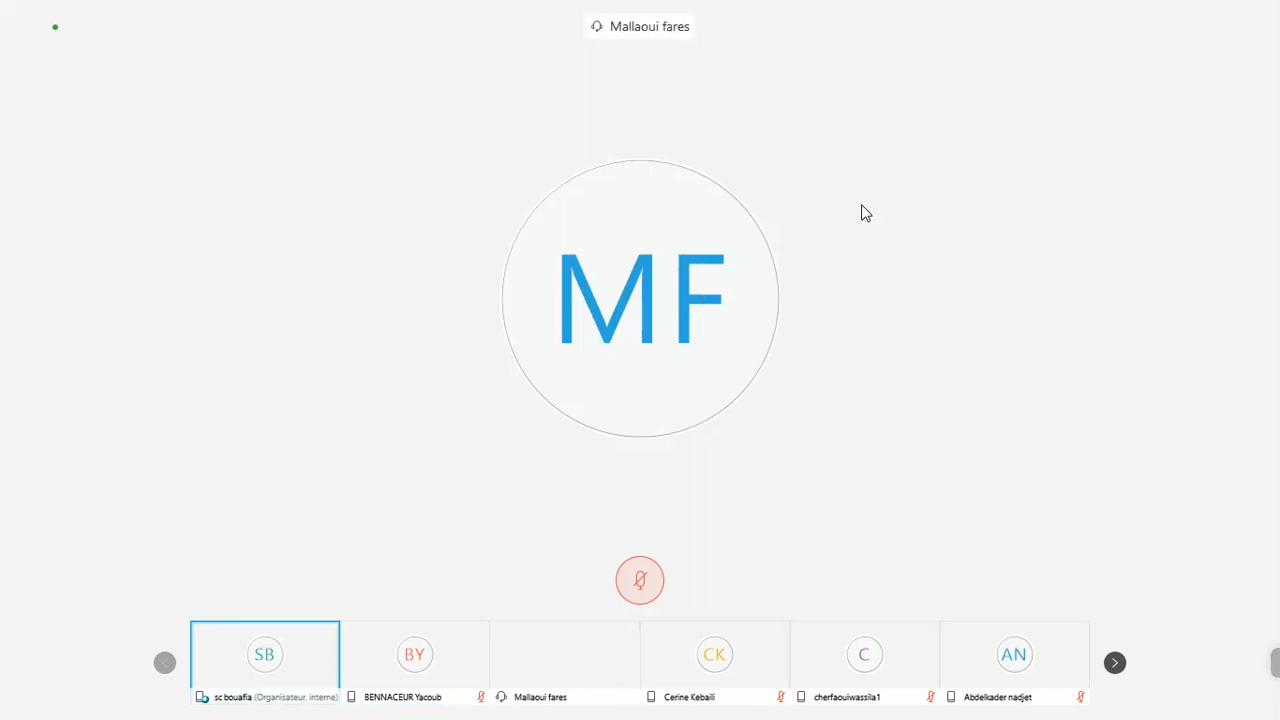 Mallaoui fares
MF
SB
BY
CK
C
AN
sc bouafia (Organisateur, interne)
BENNACEUR Yacoub
Mallaoui fares
Cerine Kebaili
cherfaouiwassila1
Abdelkader nadjet